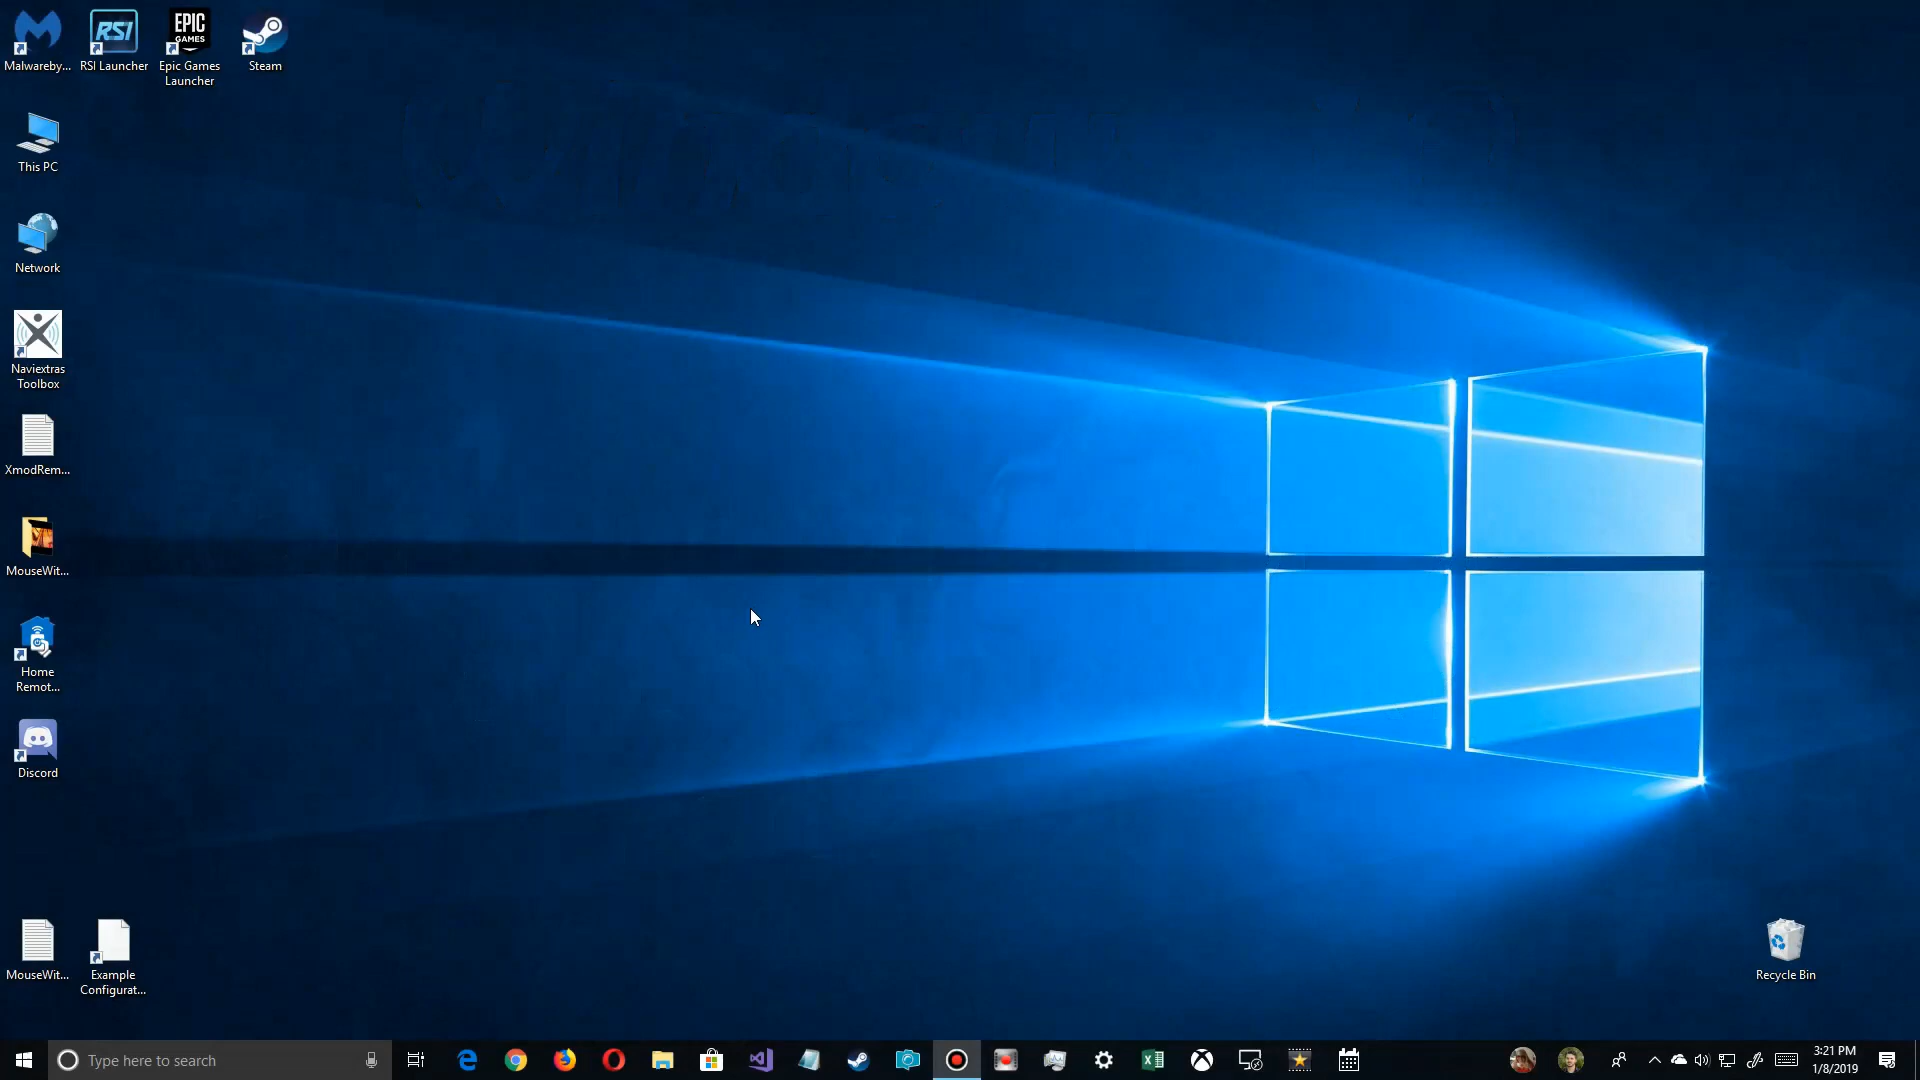 Malwareby...
RSI
RSI Launcher
EPIC
GAMES
Epic Games
Launcher
Steam
This PC
Network
Naviextras
Toolbox
XmodRem...
MouseWit...
Home
Remot...
Discord
MouseWit...
Example
Configurat...
Recycle Bin
Type here to search
3:21 PM
1/8/2019